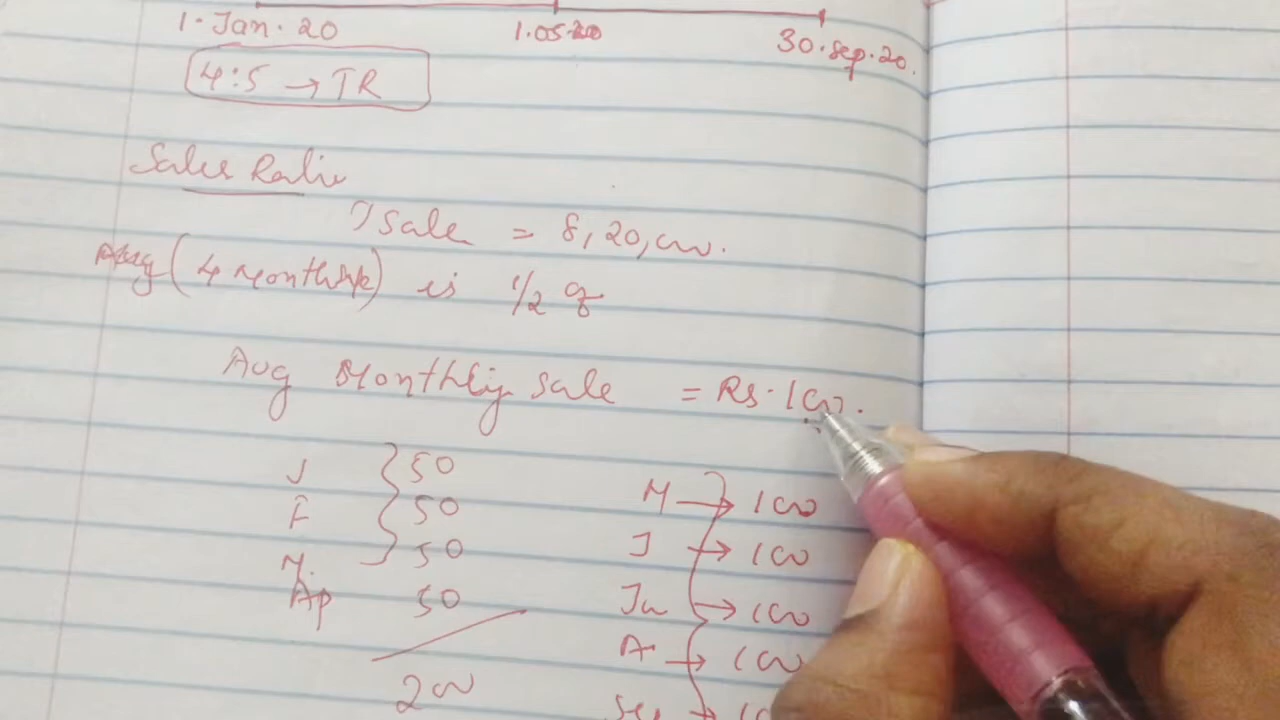 1. Jan. 20 1.05.20 30.sep.20.
4:5 → TR
Sales Ratio
Sale = 8,20,000.
Avg (4 Months) is 1/2 of
Avg Monthly sale = Rs. 100.
J } 50 M → 100
F 50 J → 100
M. 50 Ju → 100
Ap 50 A → 100
200 Sep → 10